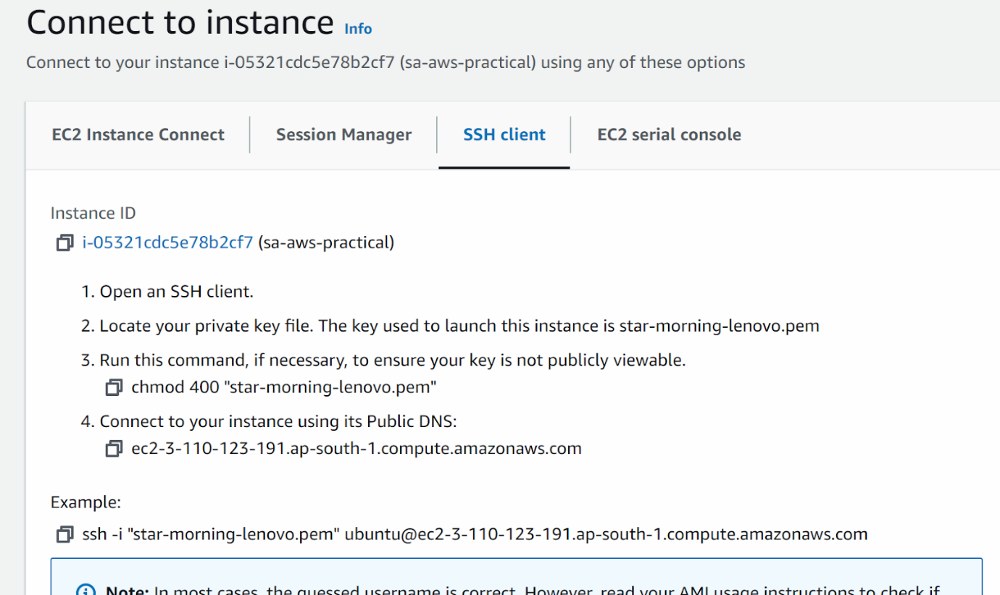 Connect to instance Info
Connect to your instance i-05321cdc5e78b2cf7 (sa-aws-practical) using any of these options
EC2 Instance Connect
Session Manager
SSH client
EC2 serial console
Instance ID
i-05321cdc5e78b2cf7 (sa-aws-practical)
1. Open an SSH client.
2. Locate your private key file. The key used to launch this instance is star-morning-lenovo.pem
3. Run this command, if necessary, to ensure your key is not publicly viewable.
chmod 400 "star-morning-lenovo.pem"
4. Connect to your instance using its Public DNS:
ec2-3-110-123-191.ap-south-1.compute.amazonaws.com
Example:
ssh -i "star-morning-lenovo.pem" ubuntu@ec2-3-110-123-191.ap-south-1.compute.amazonaws.com
Note: In most cases, the guessed username is correct. However, read your AMI usage instructions to check if